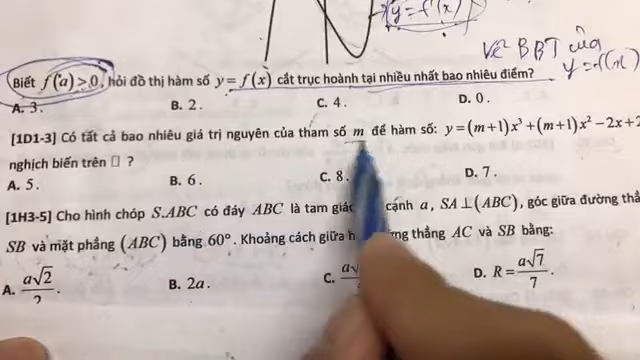 y = f'(x)
Vẽ BBT của
y = f(x)
Biết f(a) > 0, hỏi đồ thị hàm số y = f(x) cắt trục hoành tại nhiều nhất bao nhiêu điểm?
A. 3. B. 2. C. 4. D. 0.
[1D1-3] Có tất cả bao nhiêu giá trị nguyên của tham số m để hàm số: y = (m+1)x³ + (m+1)x² - 2x + 2
nghịch biến trên □ ?
A. 5. B. 6. C. 8. D. 7.
[1H3-5] Cho hình chóp S.ABC có đáy ABC là tam giác cạnh a, SA ⊥ (ABC), góc giữa đường
SB và mặt phẳng (ABC) bằng 60°. Khoảng cách giữa thẳng AC và SB bằng:
A. a√2/2. B. 2a. C. D. R = a√7/7.